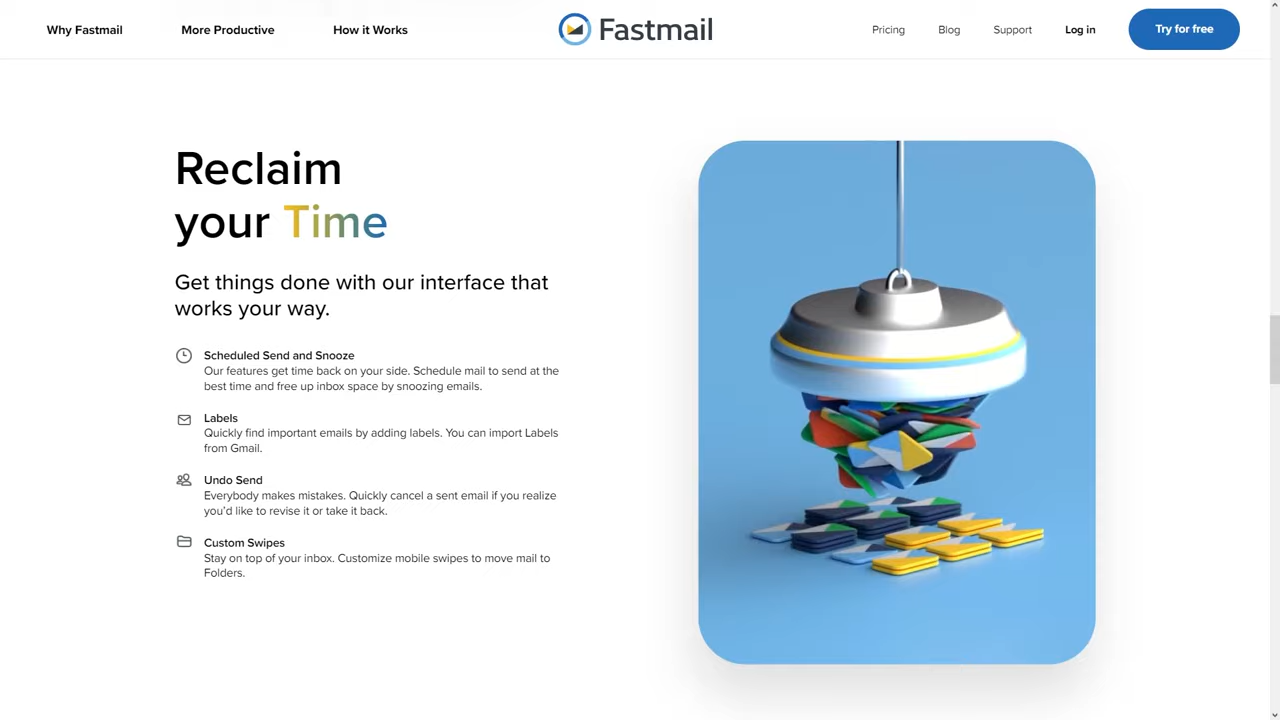 Why Fastmail
More Productive
How it Works
Fastmail
Pricing
Blog
Support
Log in
Try for free
Reclaim
your Time
Get things done with our interface that
works your way.
Scheduled Send and Snooze
Our features get time back on your side. Schedule mail to send at the
best time and free up inbox space by snoozing emails.
Labels
Quickly find important emails by adding labels. You can import Labels
from Gmail.
Undo Send
Everybody makes mistakes. Quickly cancel a sent email if you realize
you'd like to revise it or take it back.
Custom Swipes
Stay on top of your inbox. Customize mobile swipes to move mail to
Folders.